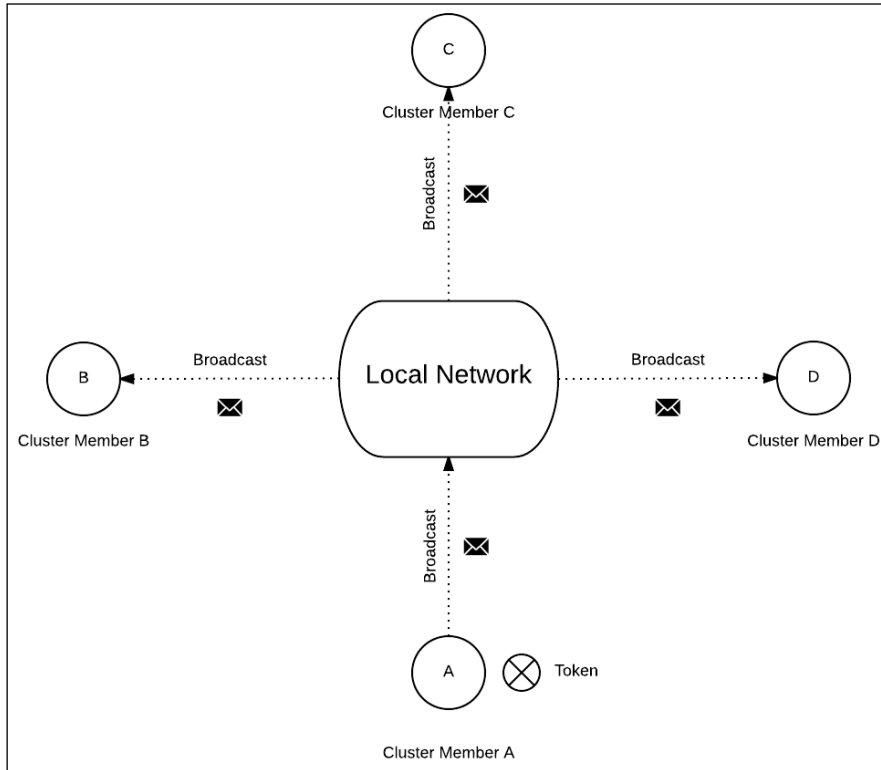 C
Cluster Member C
Broadcast
Broadcast
Local Network
Broadcast
B
D
Cluster Member B
Cluster Member D
Broadcast
A
Token
Cluster Member A